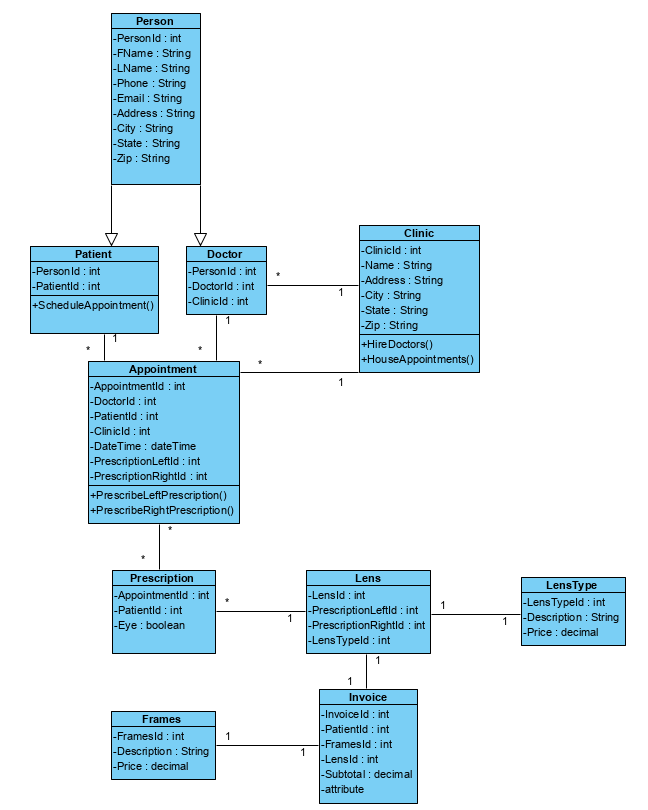 Person
-PersonId : int
-FName : String
-LName : String
-Phone : String
-Email : String
-Address : String
-City : String
-State : String
-Zip : String
Patient
-PersonId : int
-PatientId : int
+ScheduleAppointment()
Doctor
-PersonId : int
-DoctorId : int
-ClinicId : int
Clinic
-ClinicId : int
-Name : String
-Address : String
-City : String
-State : String
-Zip : String
+HireDoctors()
+HouseAppointments()
*
1
1
*
1
*
*
1
Appointment
-AppointmentId : int
-DoctorId : int
-PatientId : int
-ClinicId : int
-DateTime : dateTime
-PrescriptionLeftId : int
-PrescriptionRightId : int
+PrescribeLeftPrescription()
+PrescribeRightPrescription()
*
*
Prescription
-AppointmentId : int
-PatientId : int
-Eye : boolean
*
1
Lens
-LensId : int
-PrescriptionLeftId : int
-PrescriptionRightId : int
-LensTypeId : int
1
1
LensType
-LensTypeId : int
-Description : String
-Price : decimal
1
1
Frames
-FramesId : int
-Description : String
-Price : decimal
1
1
Invoice
-InvoiceId : int
-PatientId : int
-FramesId : int
-LensId : int
-Subtotal : decimal
-attribute